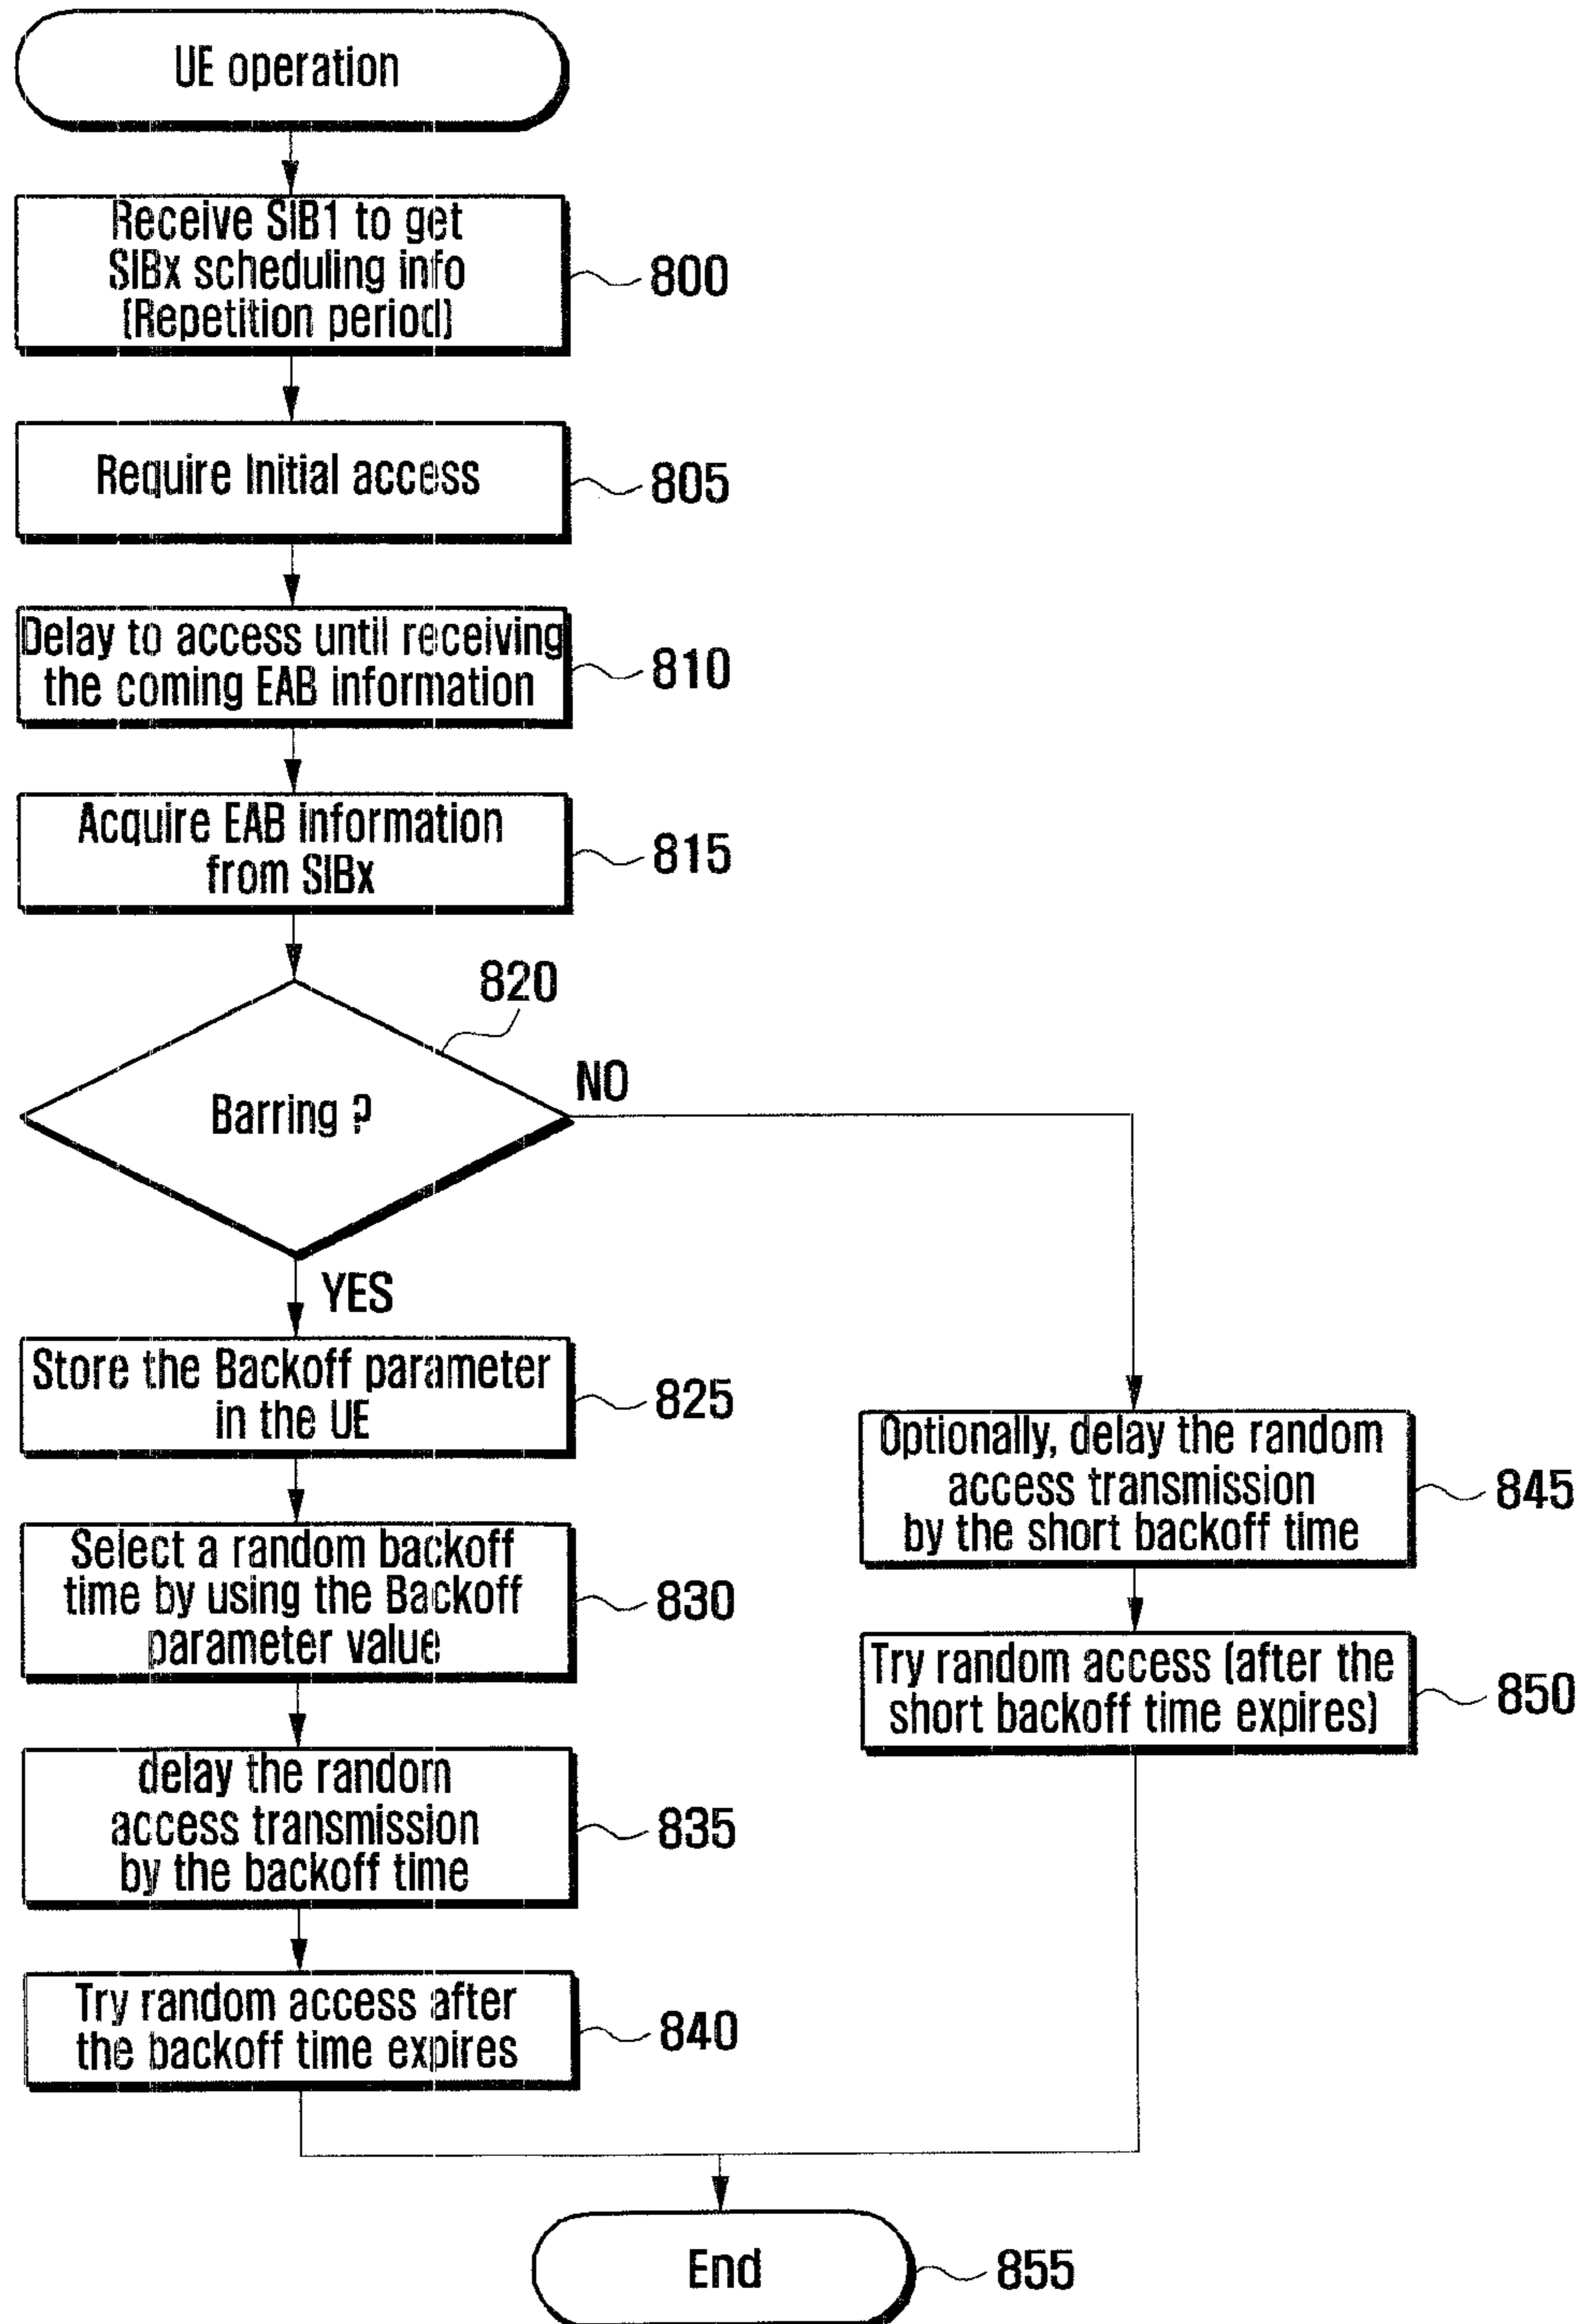 UE operation
Receive SIB1 to get
SIBx scheduling info
(Repetition period)
800
Require Initial access
805
Delay to access until receiving
the coming EAB information
810
Acquire EAB information
from SIBx
815
820
Barring ?
NO
YES
Store the Backoff parameter
in the UE
825
Select a random backoff
time by using the Backoff
parameter value
830
delay the random
access transmission
by the backoff time
835
Try random access after
the backoff time expires
840
Optionally, delay the random
access transmission
by the short backoff time
845
Try random access (after the
short backoff time expires)
850
End
855